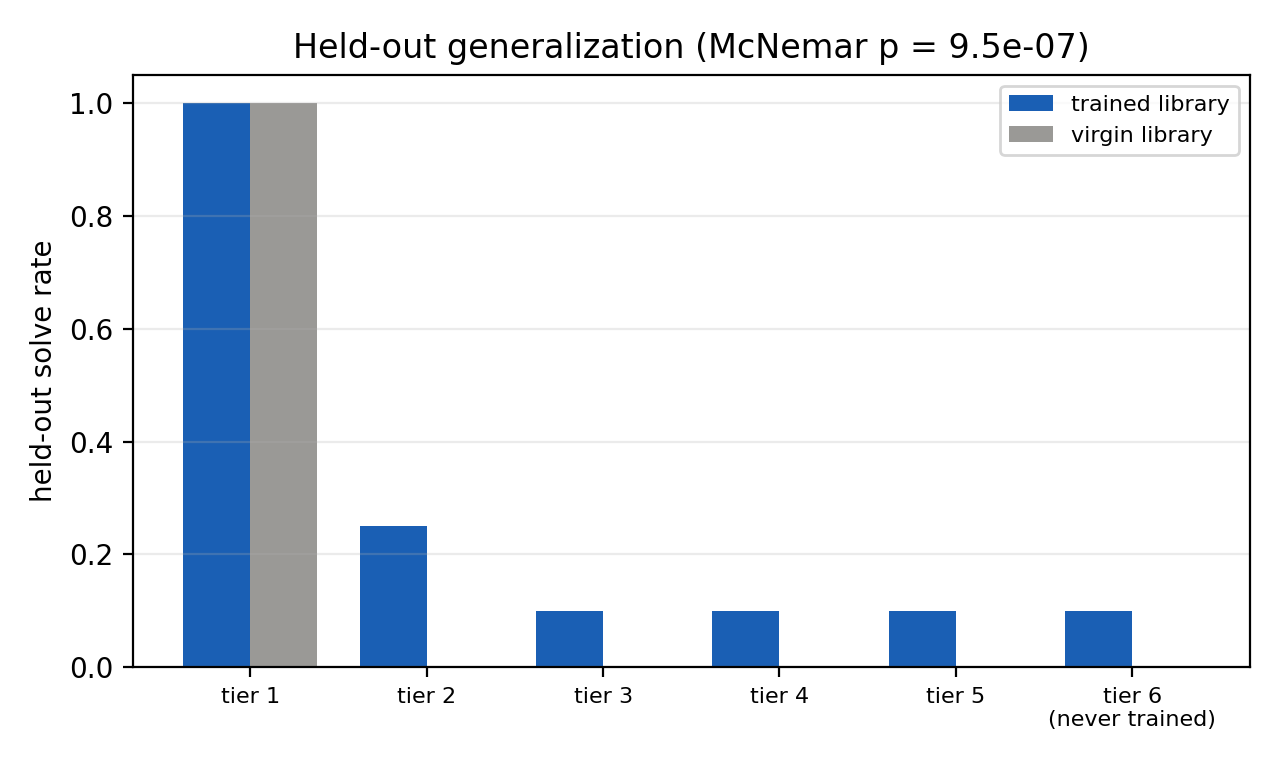 Held-out generalization (McNemar p = 9.5e-07)
trained library
virgin library
held-out solve rate
1.0
0.8
0.6
0.4
0.2
0.0
tier 1 tier 2 tier 3 tier 4 tier 5 tier 6
(never trained)